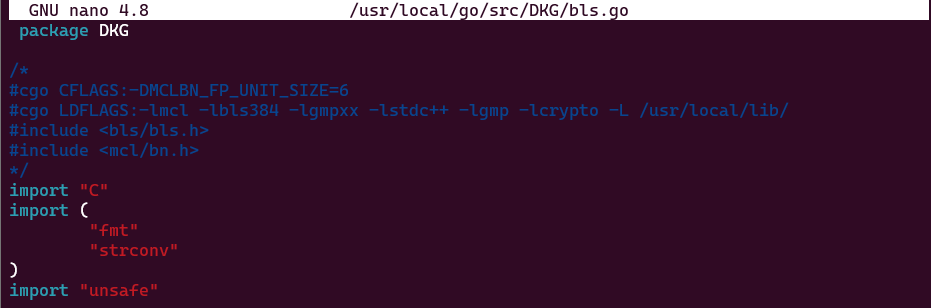 GNU nano 4.8 /usr/local/go/src/DKG/bls.go
package DKG
/*
#cgo CFLAGS:-DMCLBN_FP_UNIT_SIZE=6
#cgo LDFLAGS:-lmcl -lbls384 -lgmpxx -lstdc++ -lgmp -lcrypto -L /usr/local/lib/
#include <bls/bls.h>
#include <mcl/bn.h>
*/
import "C"
import (
"fmt"
"strconv"
)
import "unsafe"